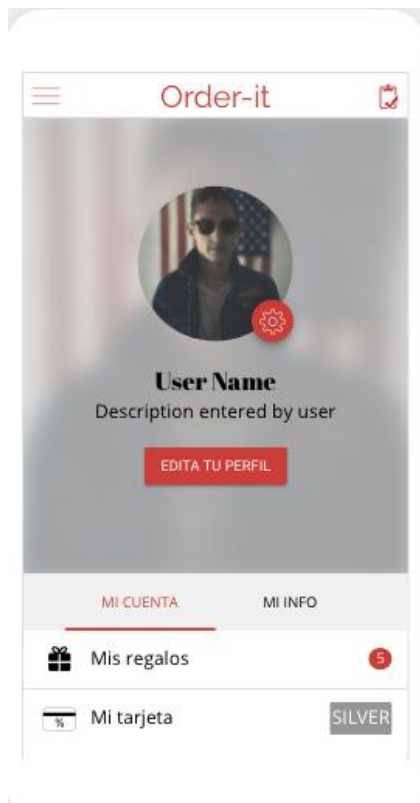 Order-it
User Name
Description entered by user
EDITA TU PERFIL
MI CUENTA MI INFO
Mis regalos 5
% Mi tarjeta SILVER